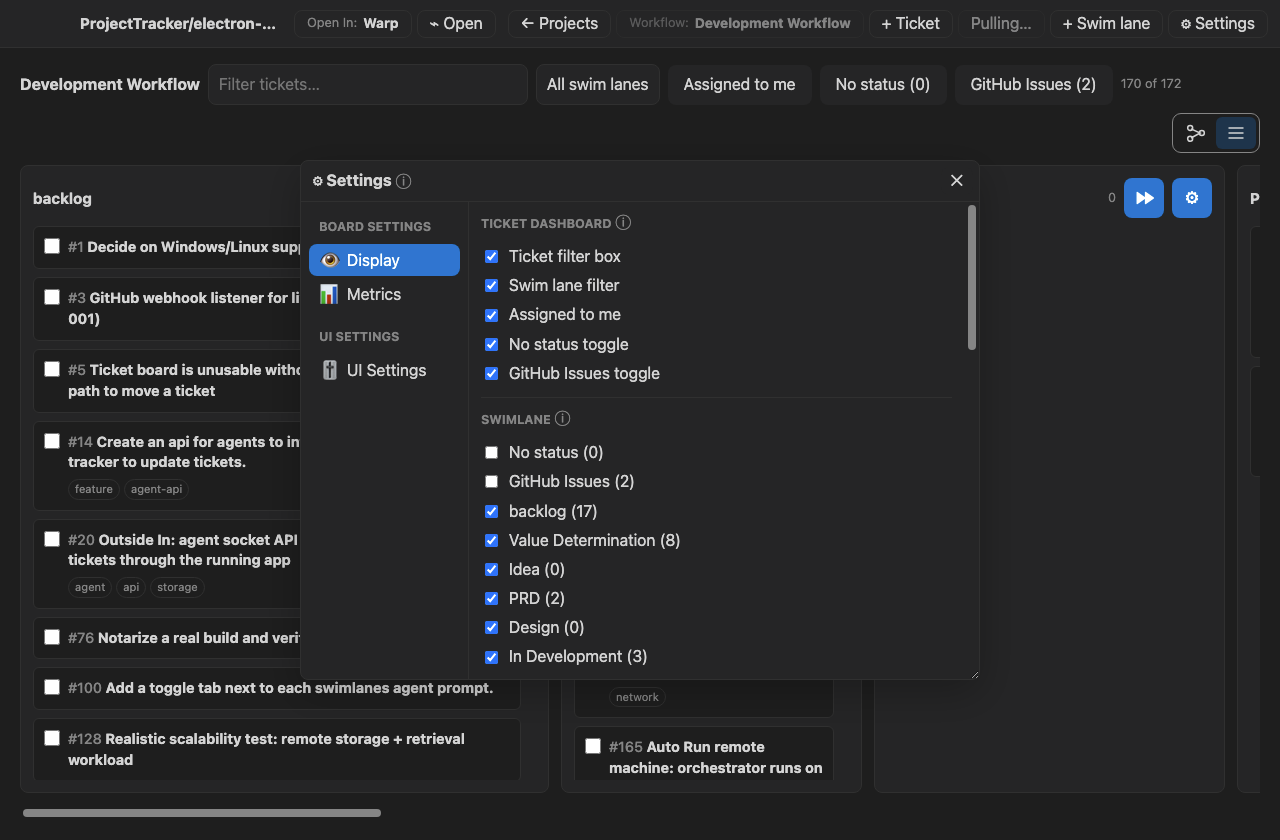 ProjectTracker/electron-...
Open In: Warp
Open
← Projects
Workflow: Development Workflow
+ Ticket
Pulling...
+ Swim lane
⚙ Settings
Development Workflow
Filter tickets...
All swim lanes
Assigned to me
No status (0)
GitHub Issues (2)
170 of 172
backlog
#1 Decide on Windows/Linux supp
#3 GitHub webhook listener for li
001)
#5 Ticket board is unusable witho
path to move a ticket
#14 Create an api for agents to in
tracker to update tickets.
feature
agent-api
#20 Outside In: agent socket API
tickets through the running app
agent
api
storage
#76 Notarize a real build and veri
#100 Add a toggle tab next to each swimlanes agent prompt.
#128 Realistic scalability test: remote storage + retrieval
workload
⚙ Settings ⓘ
×
BOARD SETTINGS
Display
Metrics
UI SETTINGS
UI Settings
TICKET DASHBOARD ⓘ
Ticket filter box
Swim lane filter
Assigned to me
No status toggle
GitHub Issues toggle
SWIMLANE ⓘ
No status (0)
GitHub Issues (2)
backlog (17)
Value Determination (8)
Idea (0)
PRD (2)
Design (0)
In Development (3)
network
#165 Auto Run remote
machine: orchestrator runs on
0
P